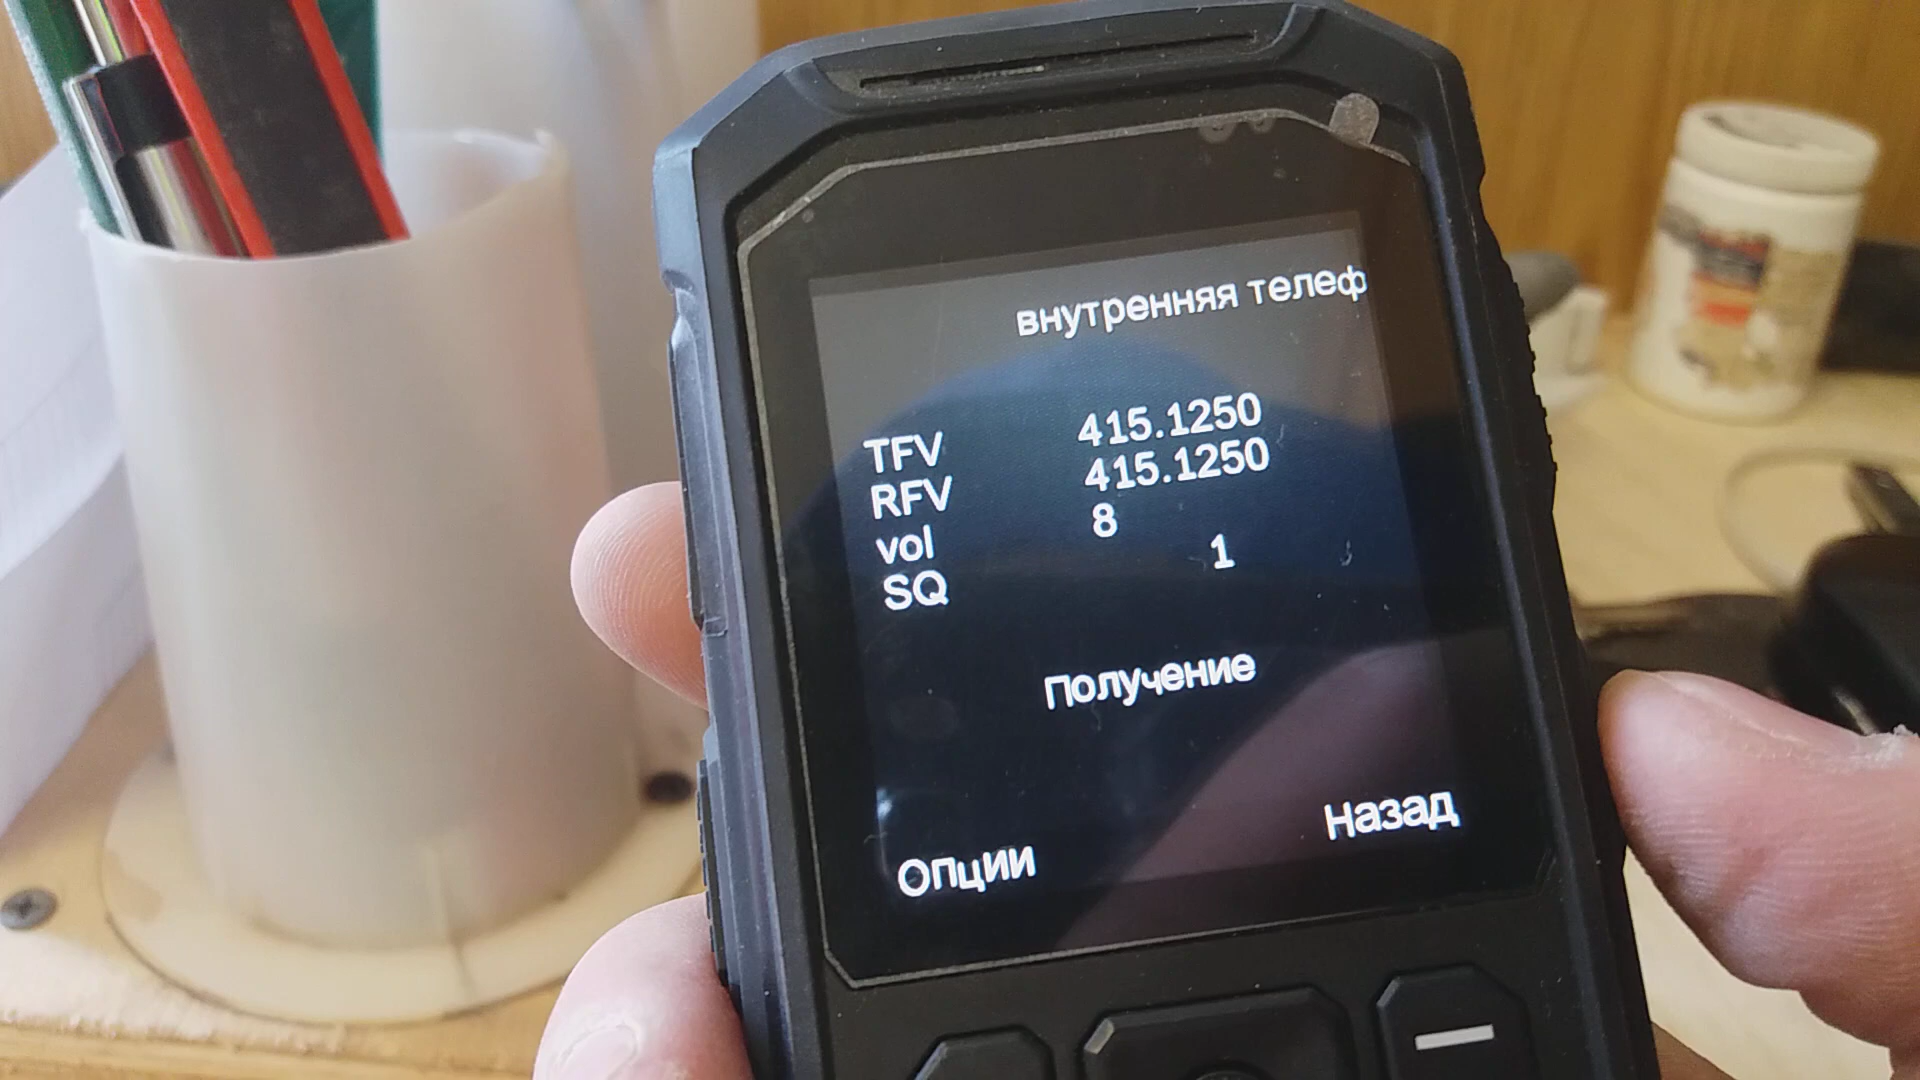 внутренняя телеф
TFV 415.1250
RFV 415.1250
vol 8
SQ 1
Получение
Назад
Опции